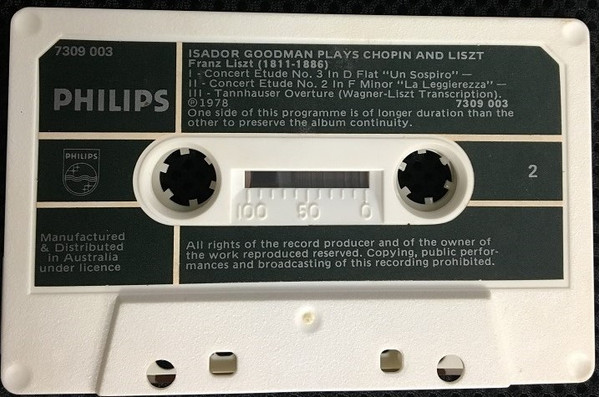 7309 003
ISADOR GOODMAN PLAYS CHOPIN AND LISZT
Franz Liszt (1811-1886)
I - Concert Etude No. 3 In D Flat "Un Sospiro" —
II - Concert Etude No. 2 In F Minor "La Leggierezza" —
III - Tannhauser Overture (Wagner-Liszt Transcription).
℗1978 7309 003
One side of this programme is of longer duration than the
other to preserve the album continuity.
PHILIPS
PHILIPS
2
100 50 0
Manufactured
& Distributed
in Australia
under licence
All rights of the record producer and of the owner of
the work reproduced reserved. Copying, public perfor-
mances and broadcasting of this recording prohibited.